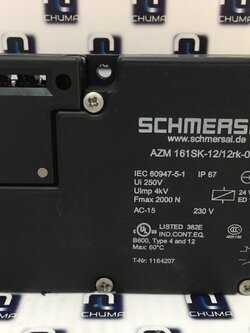 CHUMA
SCHMERSAL
www.schmersal.de
AZM 161SK-12/12rk-0
IEC 60947-5-1 IP 67
Ui 250V
Uimp 4kV
Fmax 2000 N
24
ED
AC-15 230 V
LISTED 382E
IND.CONT.EQ.
B600, Type 4 and 12
Max: 60°C
T-Nr: 1164207
CHUMA
CHUMA